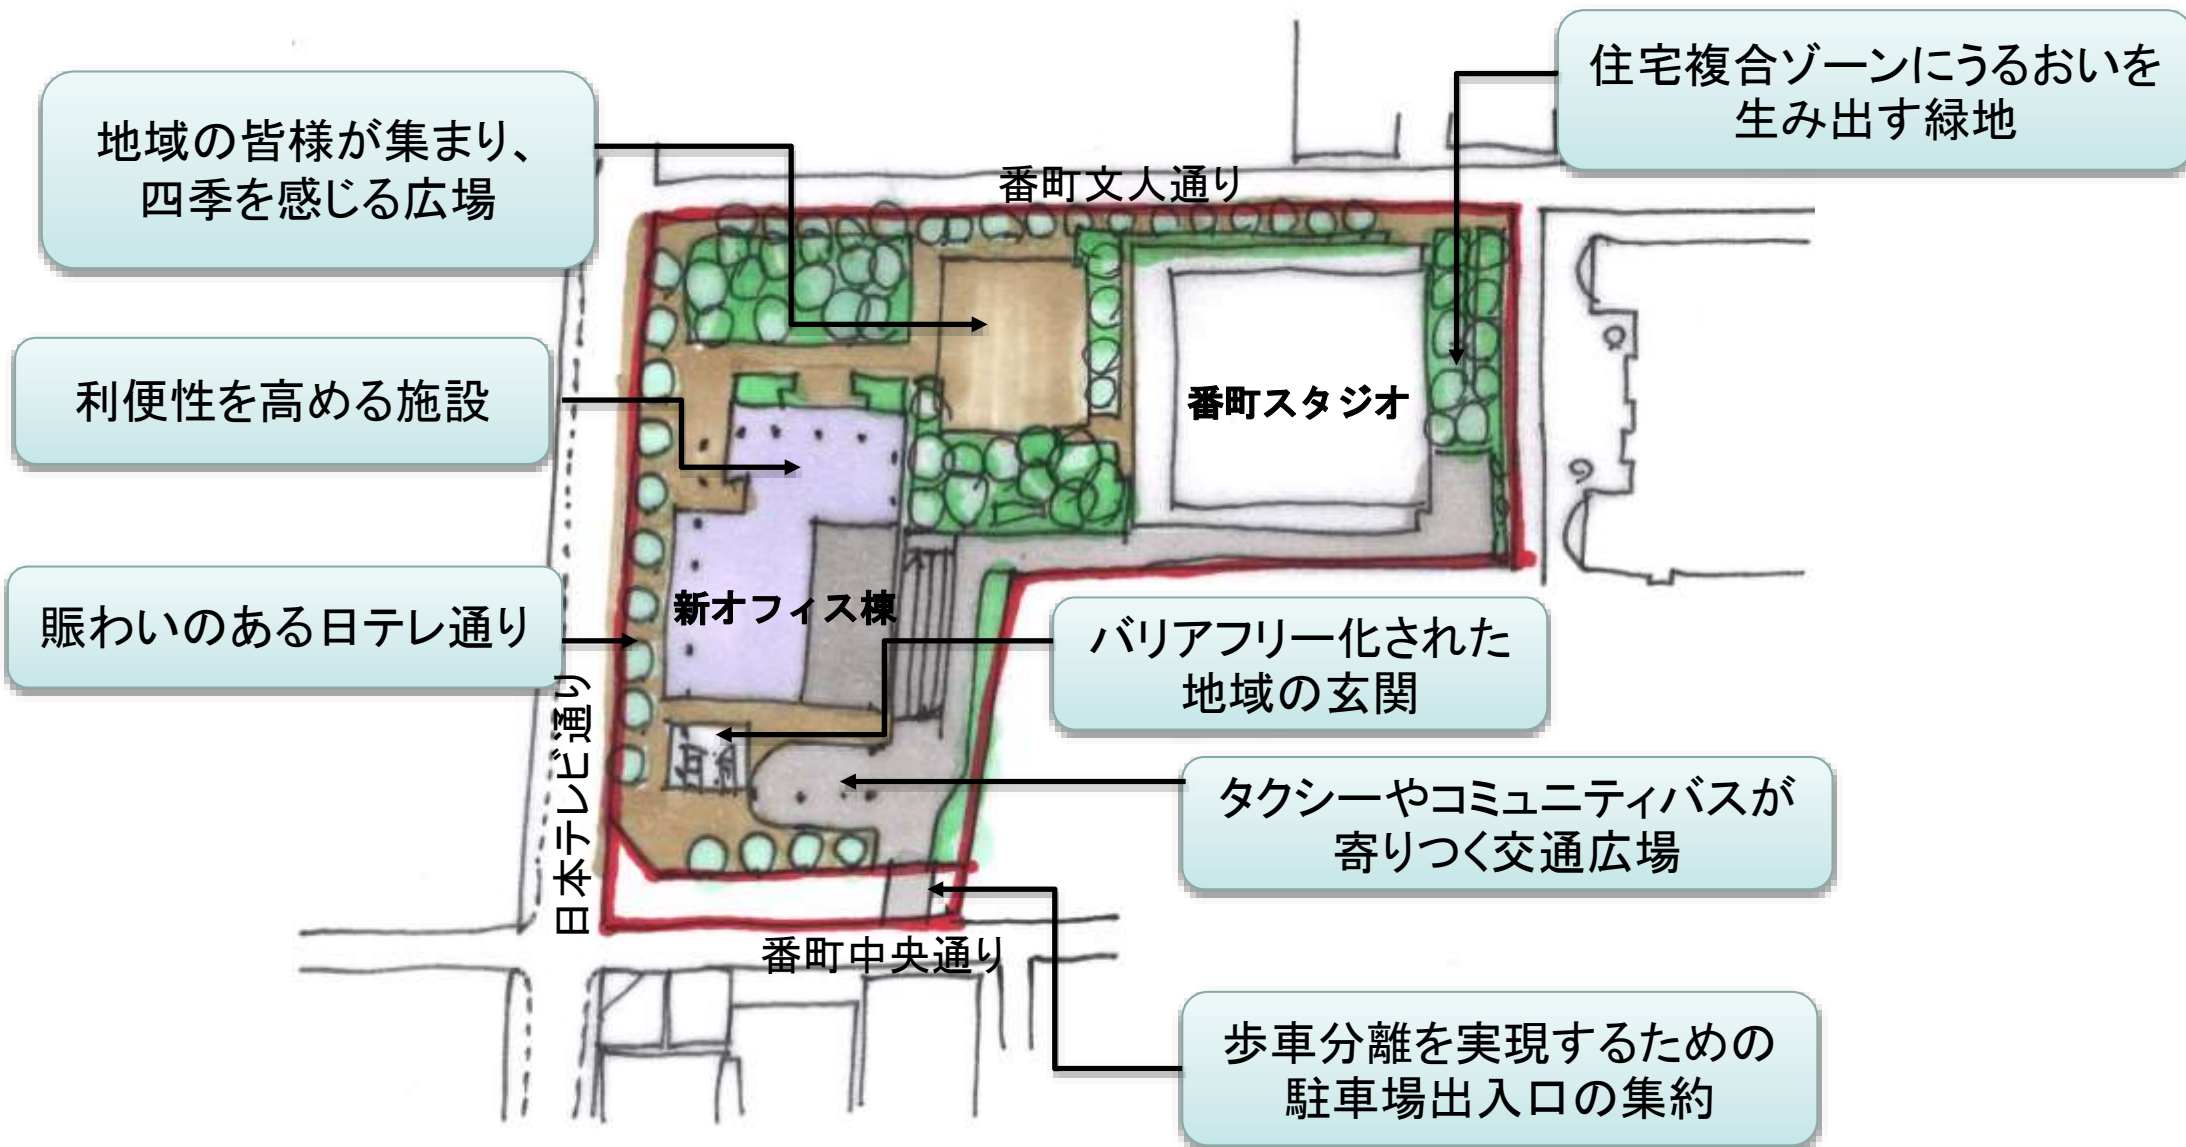 住宅複合ゾーンにうるおいを
生み出す緑地
地域の皆様が集まり、
四季を感じる広場
番町文人通り
利便性を高める施設
番町スタジオ
賑わいのある日テレ通り
新オフィス棟
バリアフリー化された
地域の玄関
日本テレビ通り
タクシーやコミュニティバスが
寄りつく交通広場
番町中央通り
歩車分離を実現するための
駐車場出入口の集約